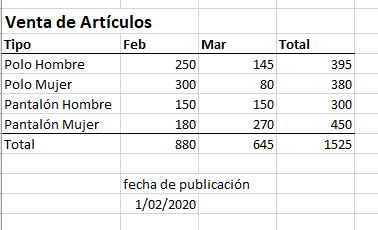 Venta de Artículos
Tipo Feb Mar Total
Polo Hombre 250 145 395
Polo Mujer 300 80 380
Pantalón Hombre 150 150 300
Pantalón Mujer 180 270 450
Total 880 645 1525
fecha de publicación
1/02/2020